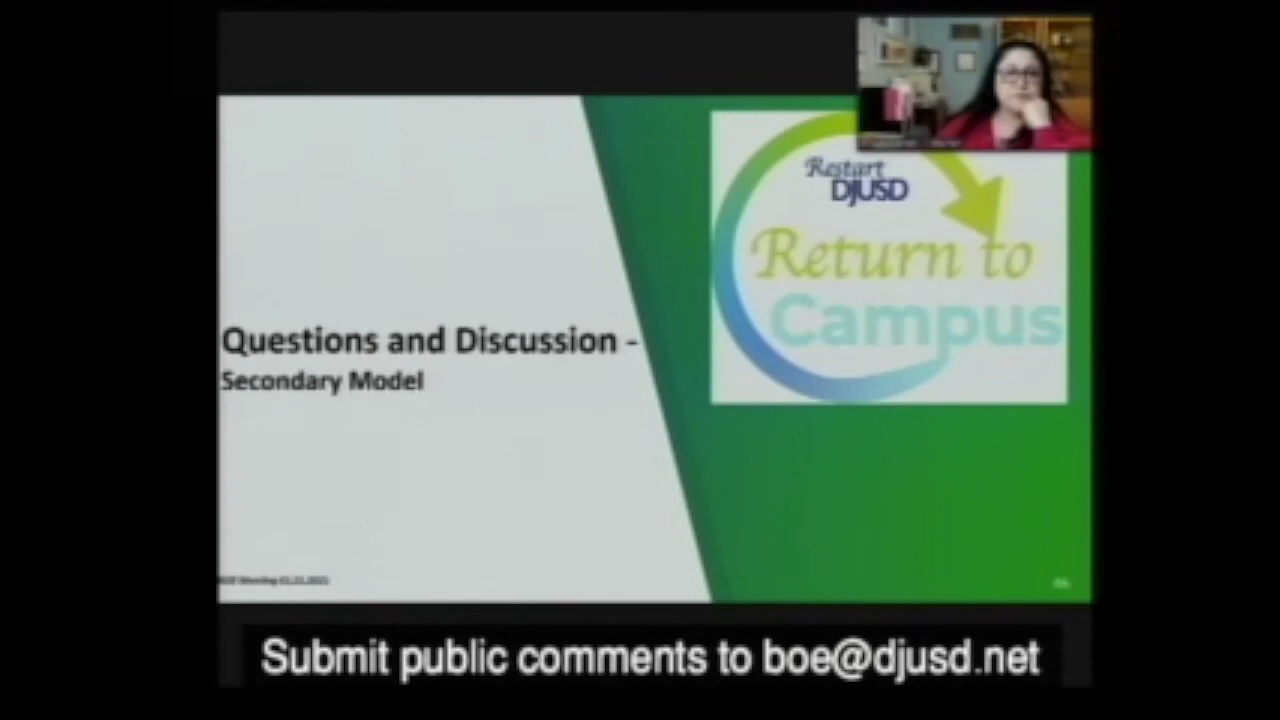 Restart
DJUSD
Return to
Campus
Questions and Discussion -
Secondary Model
Submit public comments to boe@djusd.net